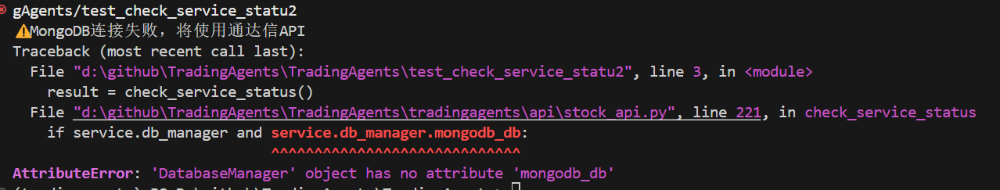 gAgents/test_check_service_statu2
⚠️MongoDB连接失败，将使用通达信API
Traceback (most recent call last):
  File "d:\github\TradingAgents\TradingAgents\test_check_service_statu2", line 3, in <module>
    result = check_service_status()
  File "d:\github\TradingAgents\TradingAgents\tradingagents\api\stock_api.py", line 221, in check_service_status
    if service.db_manager and service.db_manager.mongodb_db:
                              ^^^^^^^^^^^^^^^^^^^^^^^^^^^^^
AttributeError: 'DatabaseManager' object has no attribute 'mongodb_db'